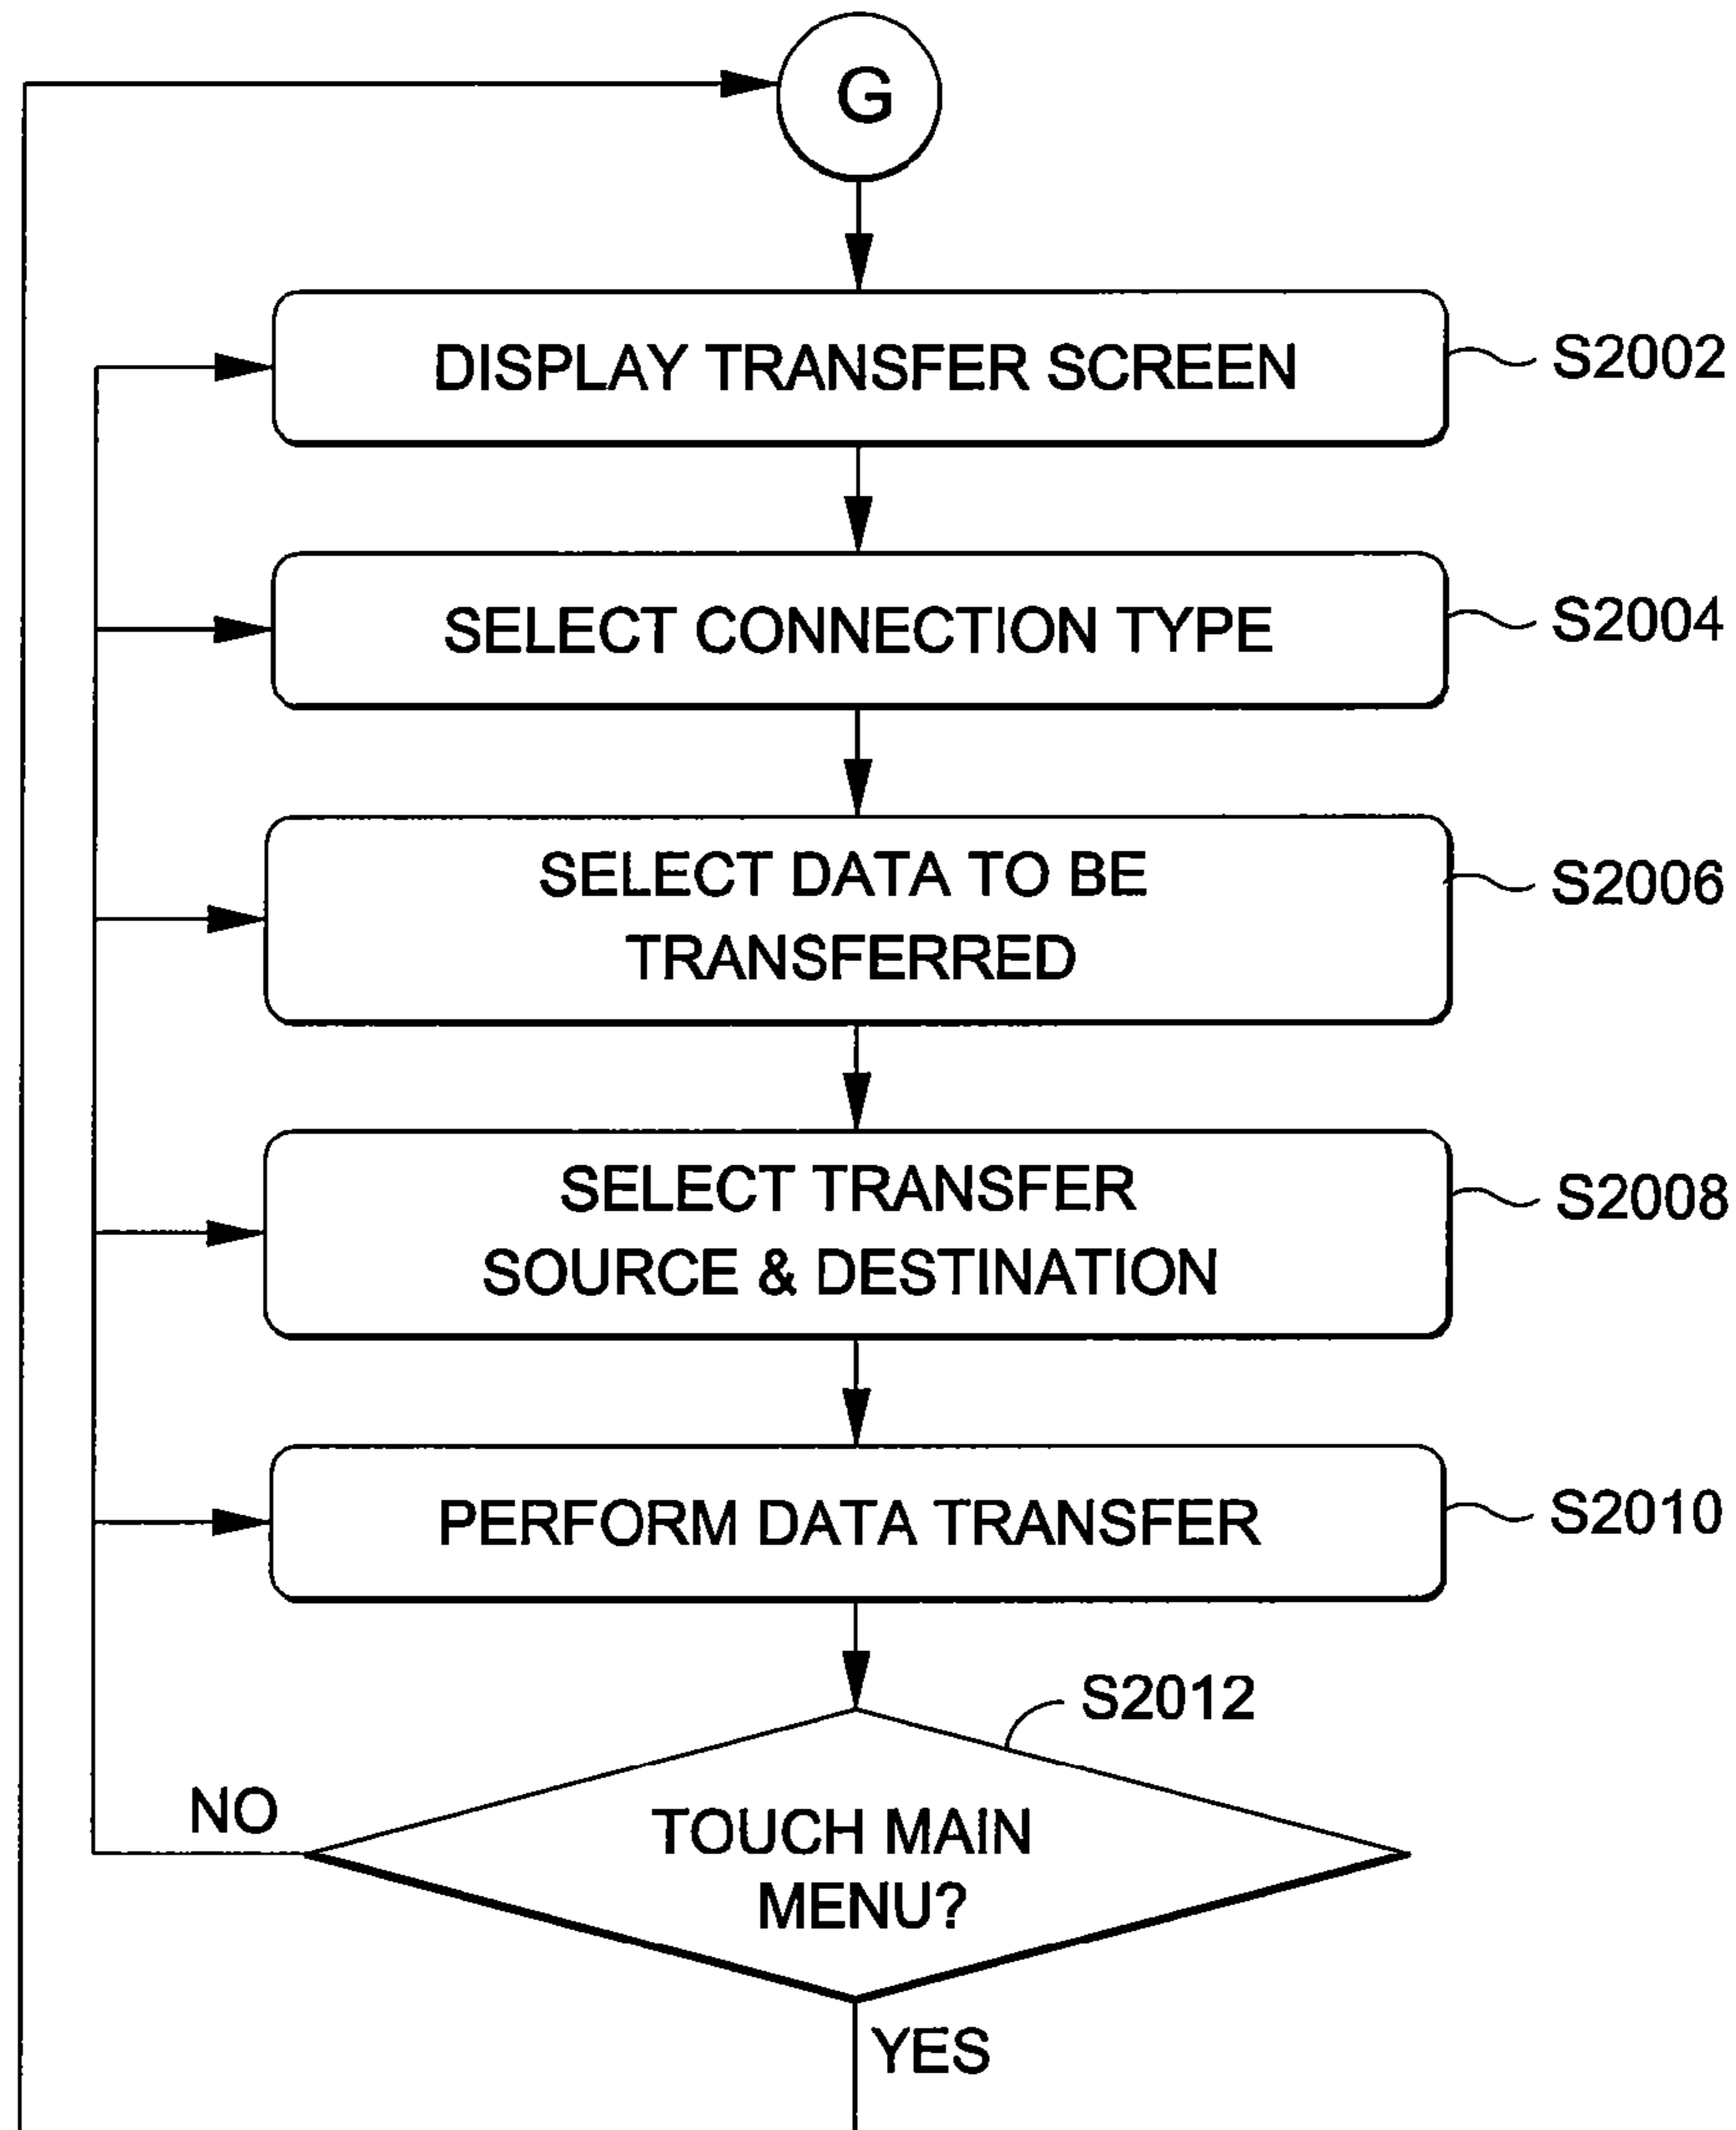 G
DISPLAY TRANSFER SCREEN
S2002
SELECT CONNECTION TYPE
S2004
SELECT DATA TO BE
TRANSFERRED
S2006
SELECT TRANSFER
SOURCE & DESTINATION
S2008
PERFORM DATA TRANSFER
S2010
S2012
NO
TOUCH MAIN
MENU?
YES